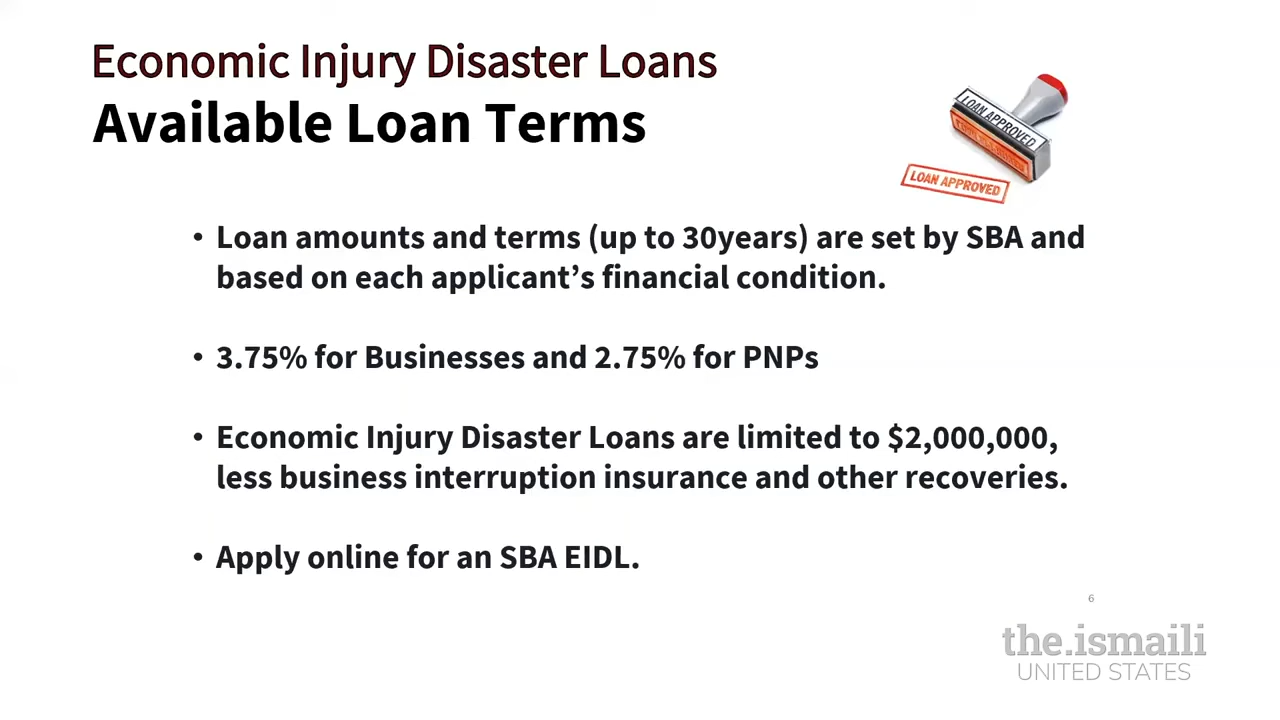 Economic Injury Disaster Loans
Available Loan Terms
LOAN APPROVED
LOAN APPROVED
• Loan amounts and terms (up to 30years) are set by SBA and
based on each applicant’s financial condition.
• 3.75% for Businesses and 2.75% for PNPs
• Economic Injury Disaster Loans are limited to $2,000,000,
less business interruption insurance and other recoveries.
• Apply online for an SBA EIDL.
6
the.ismaili
UNITED STATES